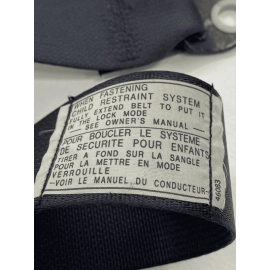 WHEN FASTENING
CHILD RESTRAINT SYSTEM
FULLY EXTEND BELT TO PUT IT
IN THE LOCK MODE
– SEE OWNER'S MANUAL –
POUR BOUCLER LE SYSTEME
DE SECURITE POUR ENFANTS
TIRER A FOND SUR LA SANGLE
POUR LA METTRE EN MODE
VERROUILLE
-VOIR LE MANUEL DU CONDUCTEUR-
46083